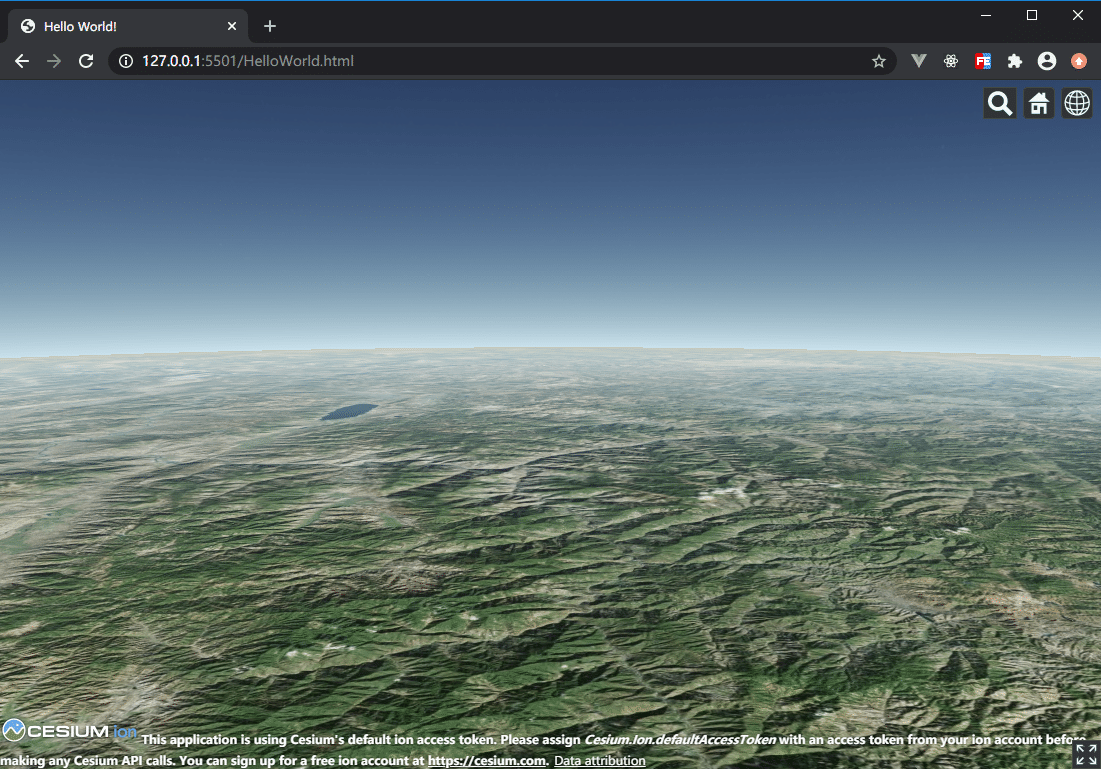 Hello World!
127.0.0.1:5501/HelloWorld.html
FE
CESIUM ion This application is using Cesium's default ion access token. Please assign Cesium.Ion.defaultAccessToken with an access token from your ion account before
making any Cesium API calls. You can sign up for a free ion account at https://cesium.com. Data attribution